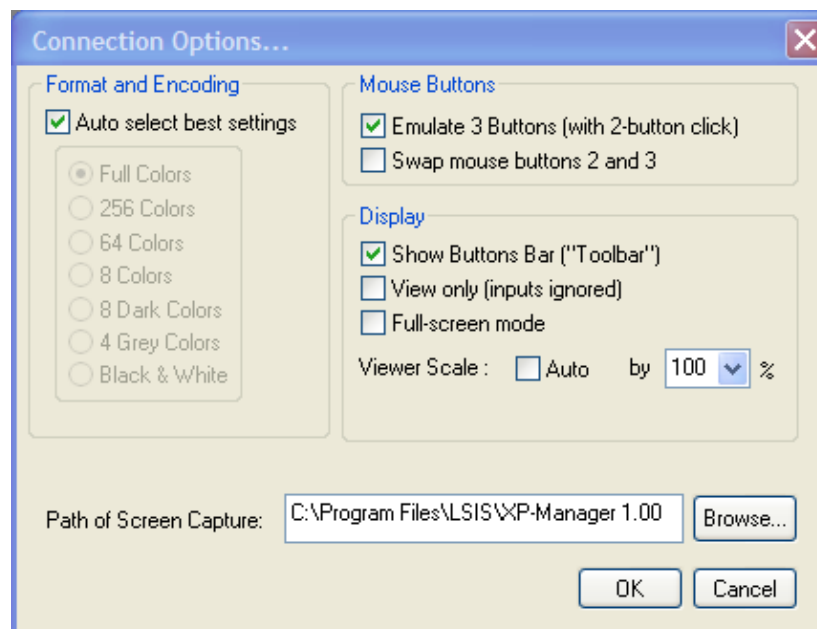 Connection Options...
Format and Encoding
Auto select best settings
Full Colors
256 Colors
64 Colors
8 Colors
8 Dark Colors
4 Grey Colors
Black & White
Mouse Buttons
Emulate 3 Buttons (with 2-button click)
Swap mouse buttons 2 and 3
Display
Show Buttons Bar ("Toolbar")
View only (inputs ignored)
Full-screen mode
Viewer Scale : Auto by 100 %
Path of Screen Capture: C:\Program Files\LSIS\XP-Manager 1.00 Browse...
OK Cancel